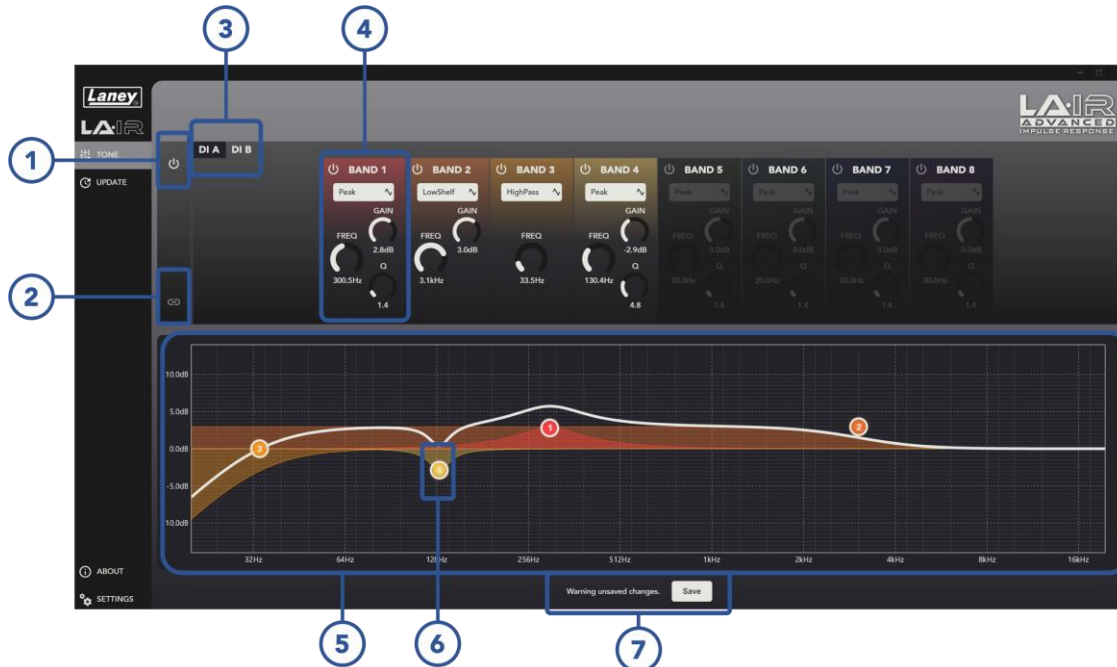 3 4
Laney
LA·IR
LA·IR
ADVANCED
IMPULSE RESPONSE
1
TONE
DI A DI B
UPDATE
BAND 1 BAND 2 BAND 3 BAND 4 BAND 5 BAND 6 BAND 7 BAND 8
Peak LowShelf HighPass Peak Peak Peak Peak Peak
GAIN GAIN GAIN GAIN GAIN GAIN GAIN
FREQ FREQ FREQ FREQ FREQ FREQ FREQ FREQ
2.8dB 3.0dB -2.9dB 0.0dB 0.0dB 0.0dB 0.0dB
Q Q Q Q Q Q
300.5Hz 3.1kHz 33.5Hz 130.4Hz 20.0Hz 20.0Hz 20.0Hz 20.0Hz
1.4 4.8 1.4 1.4 1.4 1.4
2
10.0dB
5.0dB
1 2
0.0dB
3
4
-5.0dB
-10.0dB
32Hz 64Hz 128Hz 256Hz 512Hz 1kHz 2kHz 4kHz 8kHz 16kHz
ABOUT
Warning unsaved changes. Save
SETTINGS
5 6 7